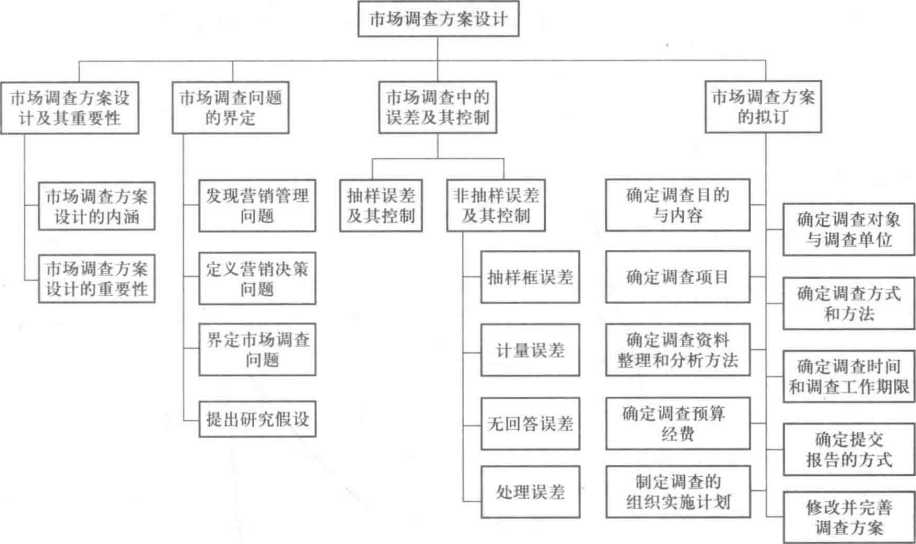 市场调查方案设计
市场调查方案设
计及其重要性
市场调查方案
设计的内涵
市场调查方案
设计的重要性
市场调查问题
的界定
发现营销管理
问题
定义营销决策
问题
界定市场调查
问题
提出研究假设
市场调查中的
误差及其控制
抽样误差
及其控制
非抽样误差
及其控制
抽样框误差
计量误差
无回答误差
处理误差
市场调查方案
的拟订
确定调查目的
与内容
确定调查对象
与调查单位
确定调查项目
确定调查方式
和方法
确定调查资料
整理和分析方法
确定调查时间
和调查工作期限
确定调查预算
经费
确定提交
报告的方式
制定调查的
组织实施计划
修改并完善
调查方案